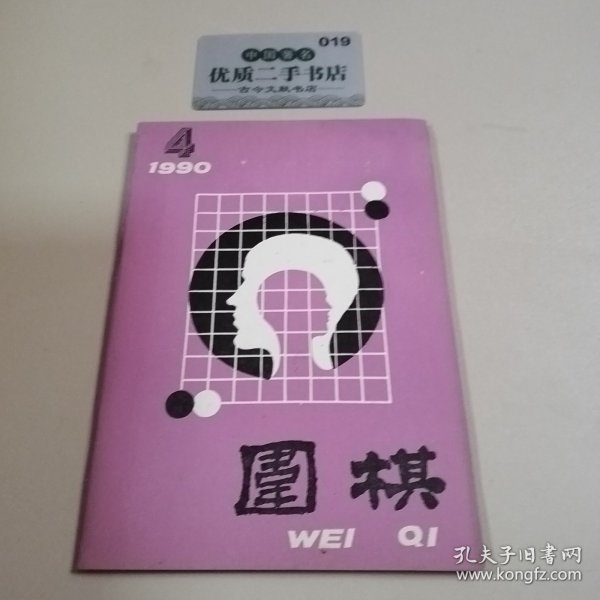 019
中国著名
优质二手书店
古今文献书店
4
1990
圍棋
WEI QI
孔夫子旧书网
www.kongfz.com